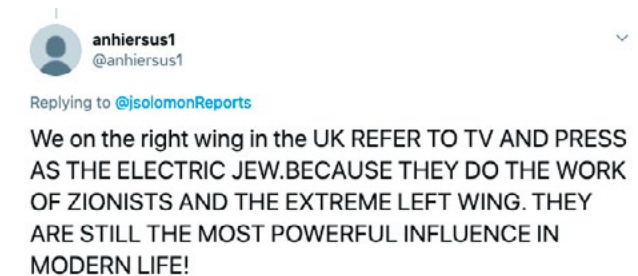 anhiersus1
@anhiersus1
Replying to @jsolomonReports
We on the right wing in the UK REFER TO TV AND PRESS
AS THE ELECTRIC JEW.BECAUSE THEY DO THE WORK
OF ZIONISTS AND THE EXTREME LEFT WING. THEY
ARE STILL THE MOST POWERFUL INFLUENCE IN
MODERN LIFE!